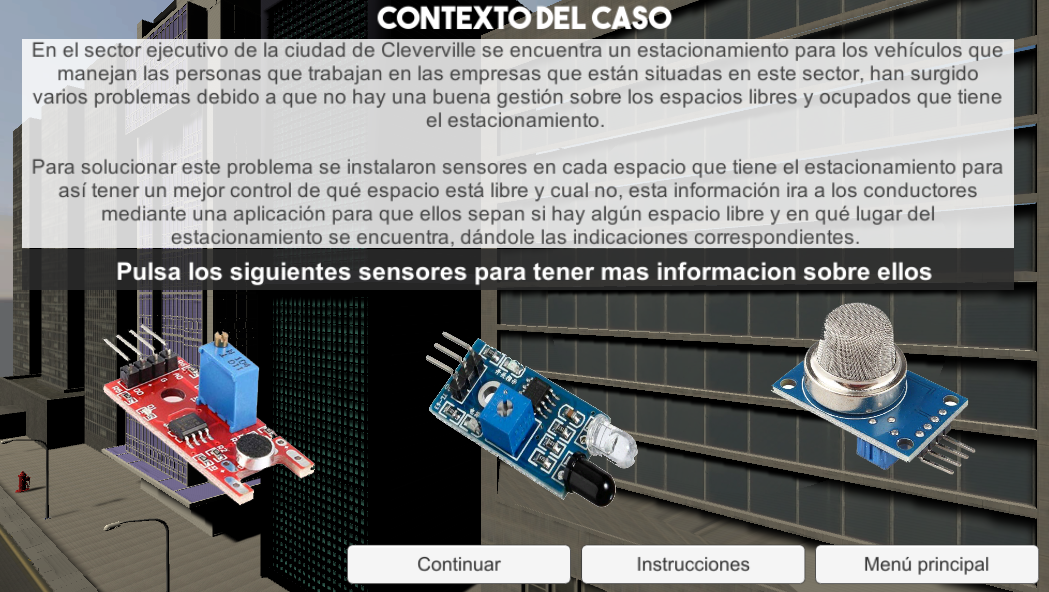 CONTEXTO DEL CASO
En el sector ejecutivo de la ciudad de Cleverville se encuentra un estacionamiento para los vehículos que
manejan las personas que trabajan en las empresas que están situadas en este sector, han surgido
varios problemas debido a que no hay una buena gestión sobre los espacios libres y ocupados que tiene
el estacionamiento.
Para solucionar este problema se instalaron sensores en cada espacio que tiene el estacionamiento para
así tener un mejor control de qué espacio está libre y cual no, esta información ira a los conductores
mediante una aplicación para que ellos sepan si hay algún espacio libre y en qué lugar del
estacionamiento se encuentra, dándole las indicaciones correspondientes.
Pulsa los siguientes sensores para tener mas informacion sobre ellos
Continuar
Instrucciones
Menú principal